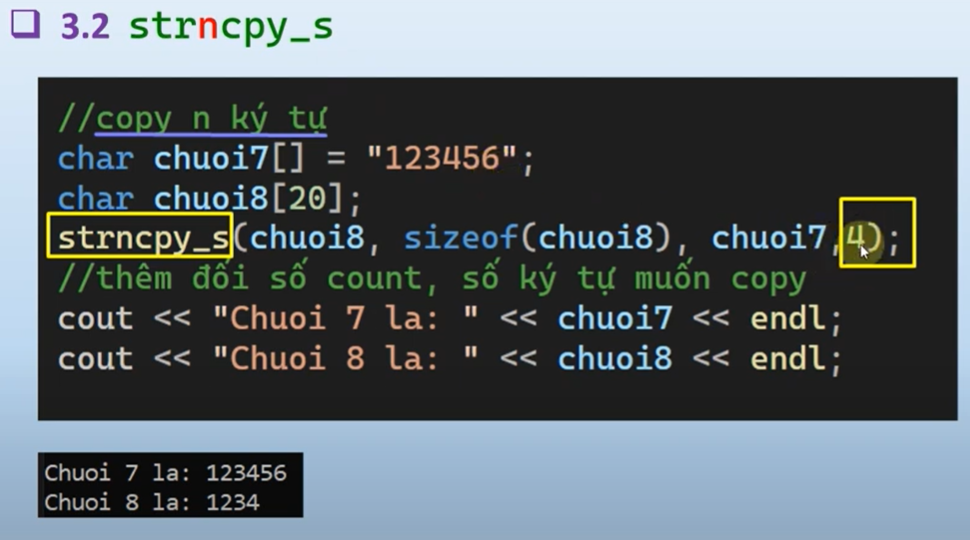 3.2 strncpy_s
//copy n ký tự
char chuoi7[] = "123456";
char chuoi8[20];
strncpy_s(chuoi8, sizeof(chuoi8), chuoi7,4);
//thêm đối số count, số ký tự muốn copy
cout << "Chuoi 7 la: " << chuoi7 << endl;
cout << "Chuoi 8 la: " << chuoi8 << endl;
Chuoi 7 la: 123456
Chuoi 8 la: 1234